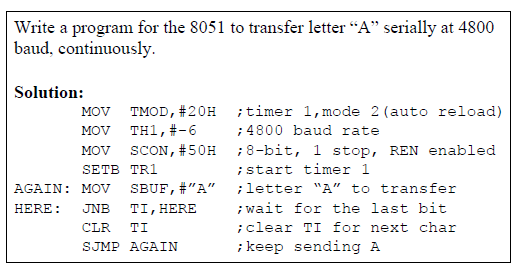 Write a program for the 8051 to transfer letter “A” serially at 4800
baud, continuously.
Solution:
MOV TMOD,#20H ;timer 1,mode 2(auto reload)
MOV TH1,#-6 ;4800 baud rate
MOV SCON,#50H ;8-bit, 1 stop, REN enabled
SETB TR1 ;start timer 1
AGAIN: MOV SBUF,#”A” ;letter “A” to transfer
HERE: JNB TI,HERE ;wait for the last bit
CLR TI ;clear TI for next char
SJMP AGAIN ;keep sending A